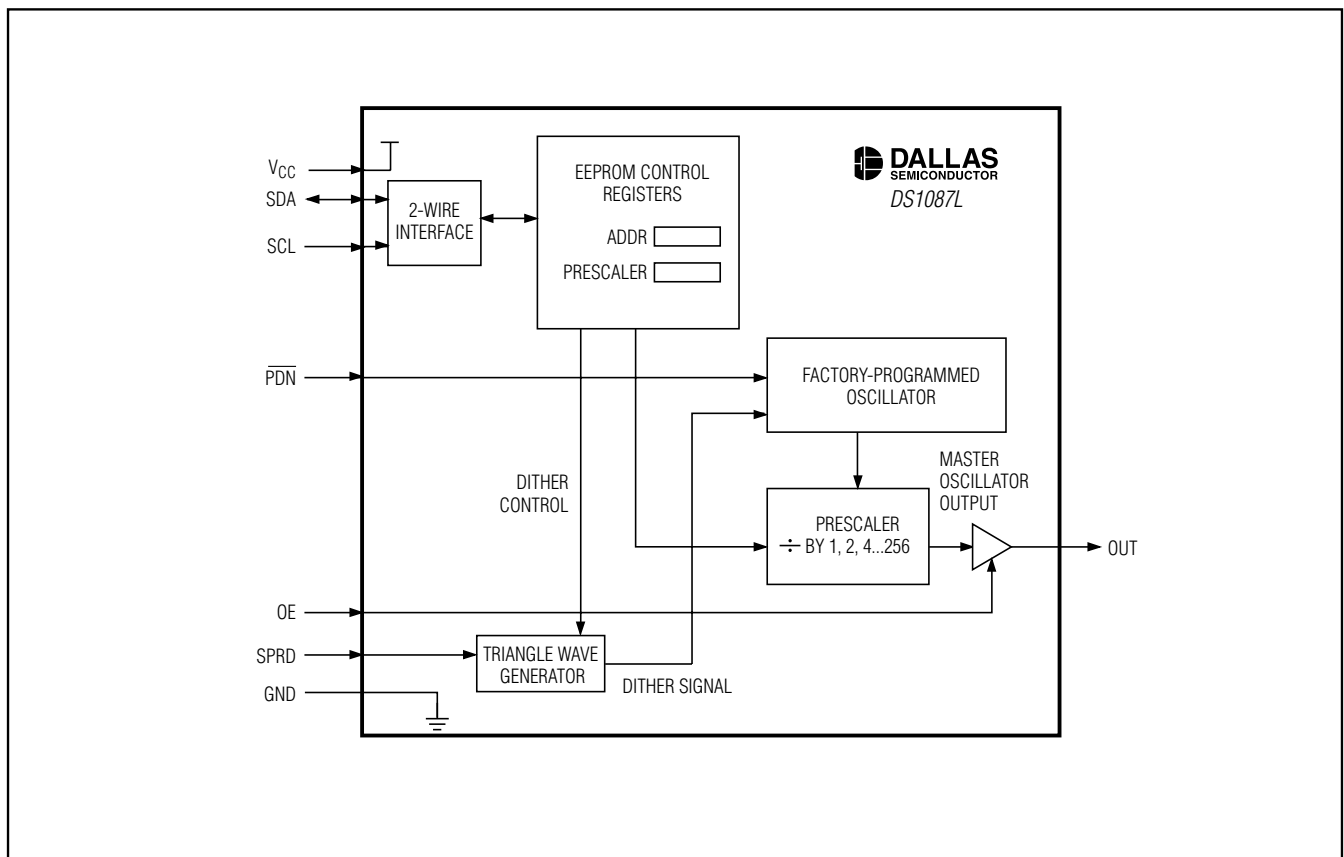 DALLAS
SEMICONDUCTOR
DS1087L
VCC
SDA
SCL
2-WIRE
INTERFACE
EEPROM CONTROL
REGISTERS
ADDR
PRESCALER
PDN
FACTORY-PROGRAMMED
OSCILLATOR
DITHER
CONTROL
MASTER
OSCILLATOR
OUTPUT
PRESCALER
÷ BY 1, 2, 4...256
OUT
OE
SPRD
GND
TRIANGLE WAVE
GENERATOR
DITHER SIGNAL